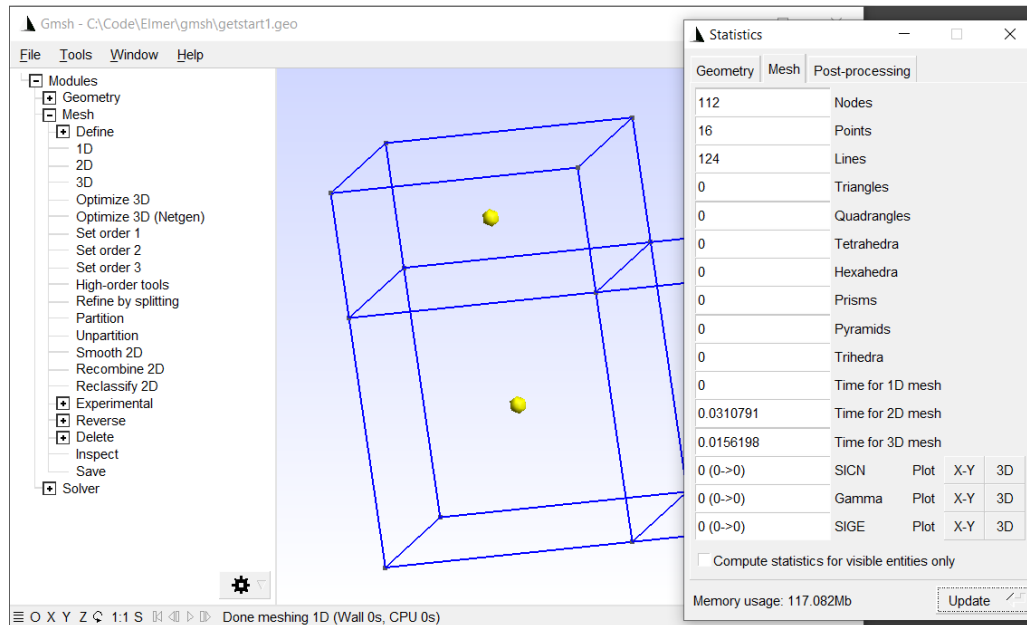 Gmsh - C:\Code\Elmer\gmsh\getstart1.geo
File Tools Window Help
Modules
Geometry
Mesh
Define
1D
2D
3D
Optimize 3D
Optimize 3D (Netgen)
Set order 1
Set order 2
Set order 3
High-order tools
Refine by splitting
Partition
Unpartition
Smooth 2D
Recombine 2D
Reclassify 2D
Experimental
Reverse
Delete
Inspect
Save
Solver
O X Y Z 1:1 S Done meshing 1D (Wall 0s, CPU 0s)
Statistics
Geometry Mesh Post-processing
112 Nodes
16 Points
124 Lines
0 Triangles
0 Quadrangles
0 Tetrahedra
0 Hexahedra
0 Prisms
0 Pyramids
0 Trihedra
0 Time for 1D mesh
0.0310791 Time for 2D mesh
0.0156198 Time for 3D mesh
0 (0->0) SICN Plot X-Y 3D
0 (0->0) Gamma Plot X-Y 3D
0 (0->0) SIGE Plot X-Y 3D
Compute statistics for visible entities only
Memory usage: 117.082Mb Update